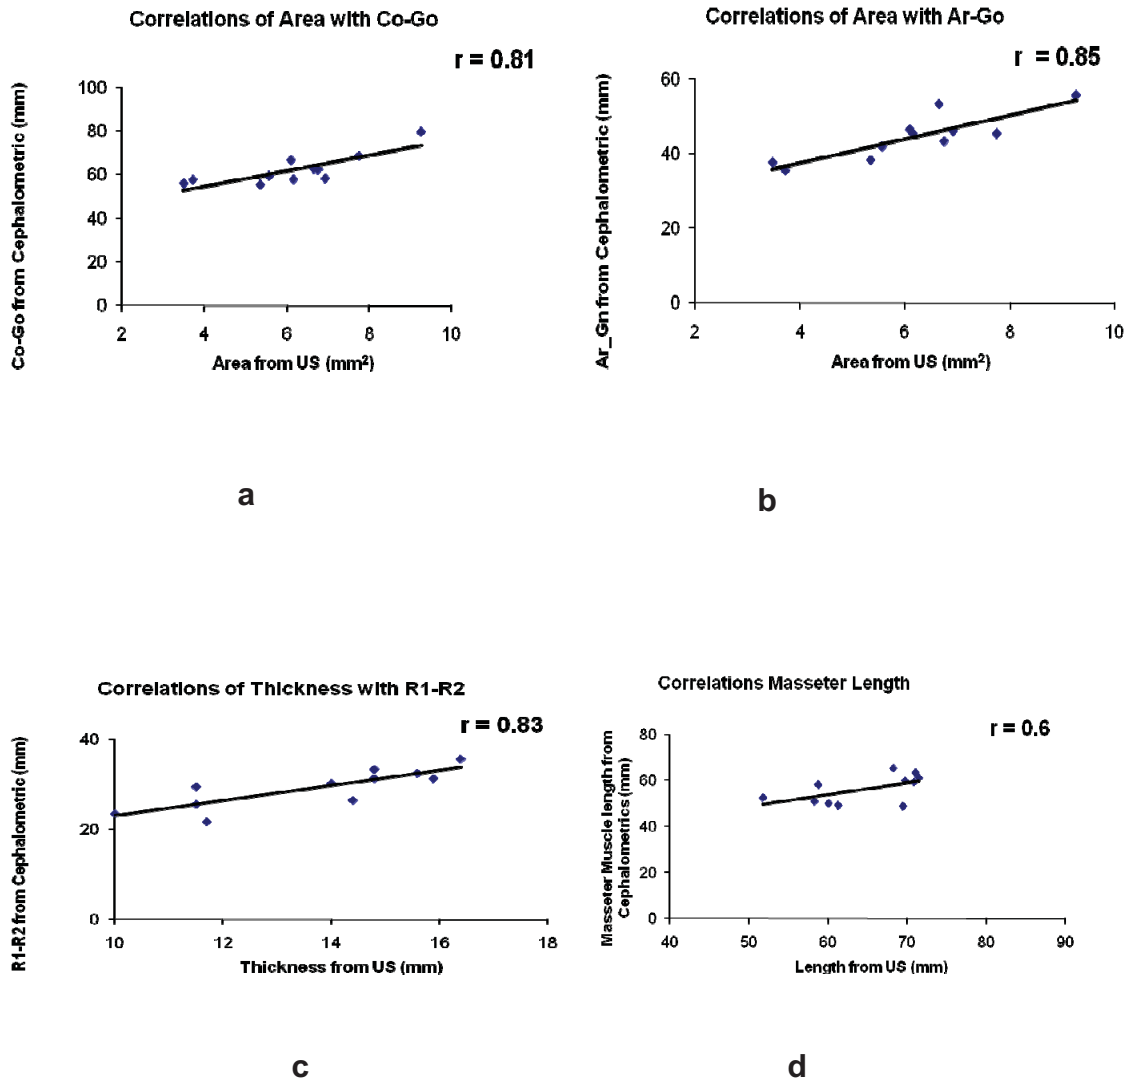 Correlations of Area with Co-Go
r = 0.81
Co-Go from Cephalometric (mm)
100
80
60
40
20
0
2 4 6 8 10
Area from US (mm²)
a
Correlations of Area with Ar-Go
r = 0.85
Ar_Gn from Cephalometric (mm)
60
40
20
0
2 4 6 8 10
Area from US (mm²)
b
Correlations of Thickness with R1-R2
r = 0.83
R1-R2 from Cephalometric (mm)
40
20
0
10 12 14 16 18
Thickness from US (mm)
c
Correlations Masseter Length
r = 0.6
Masseter Muscle length from
Cephalometrics (mm)
80
60
40
20
0
40 50 60 70 80 90
Length from US (mm)
d